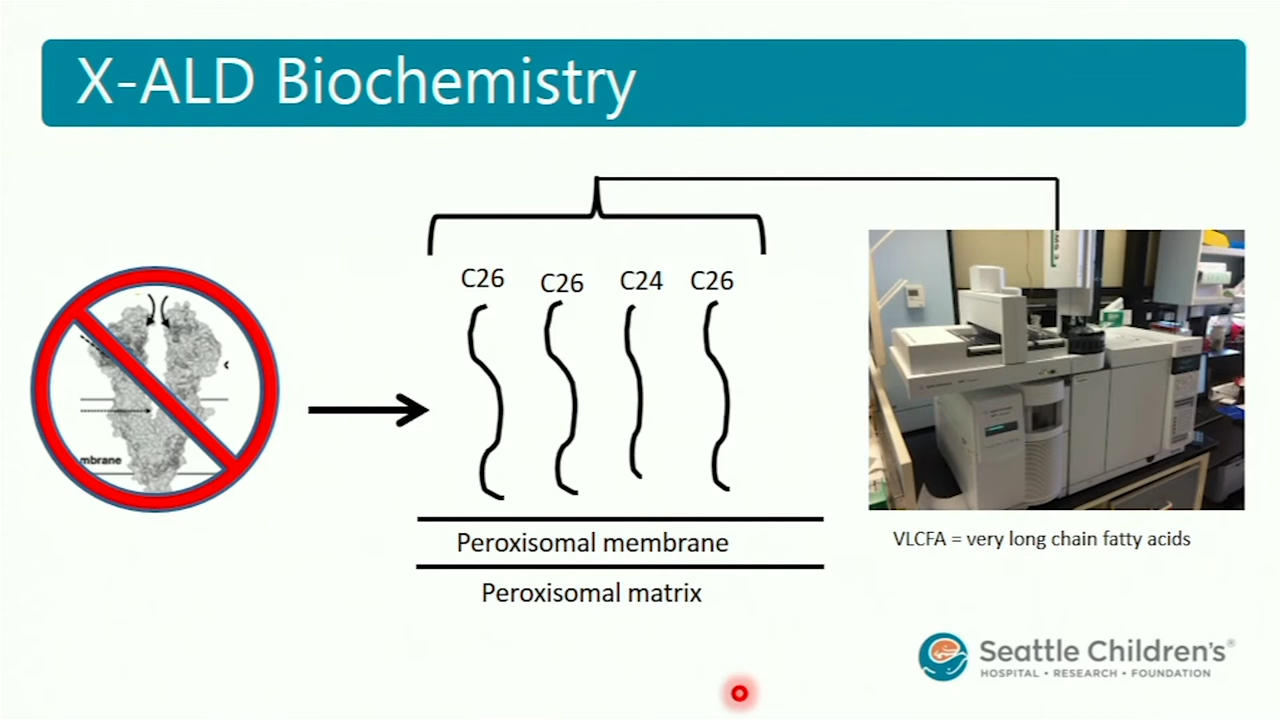 X-ALD Biochemistry
C26 C26 C24 C26
mbrane
Peroxisomal membrane
Peroxisomal matrix
VLCFA = very long chain fatty acids
Seattle Children's®
HOSPITAL • RESEARCH • FOUNDATION